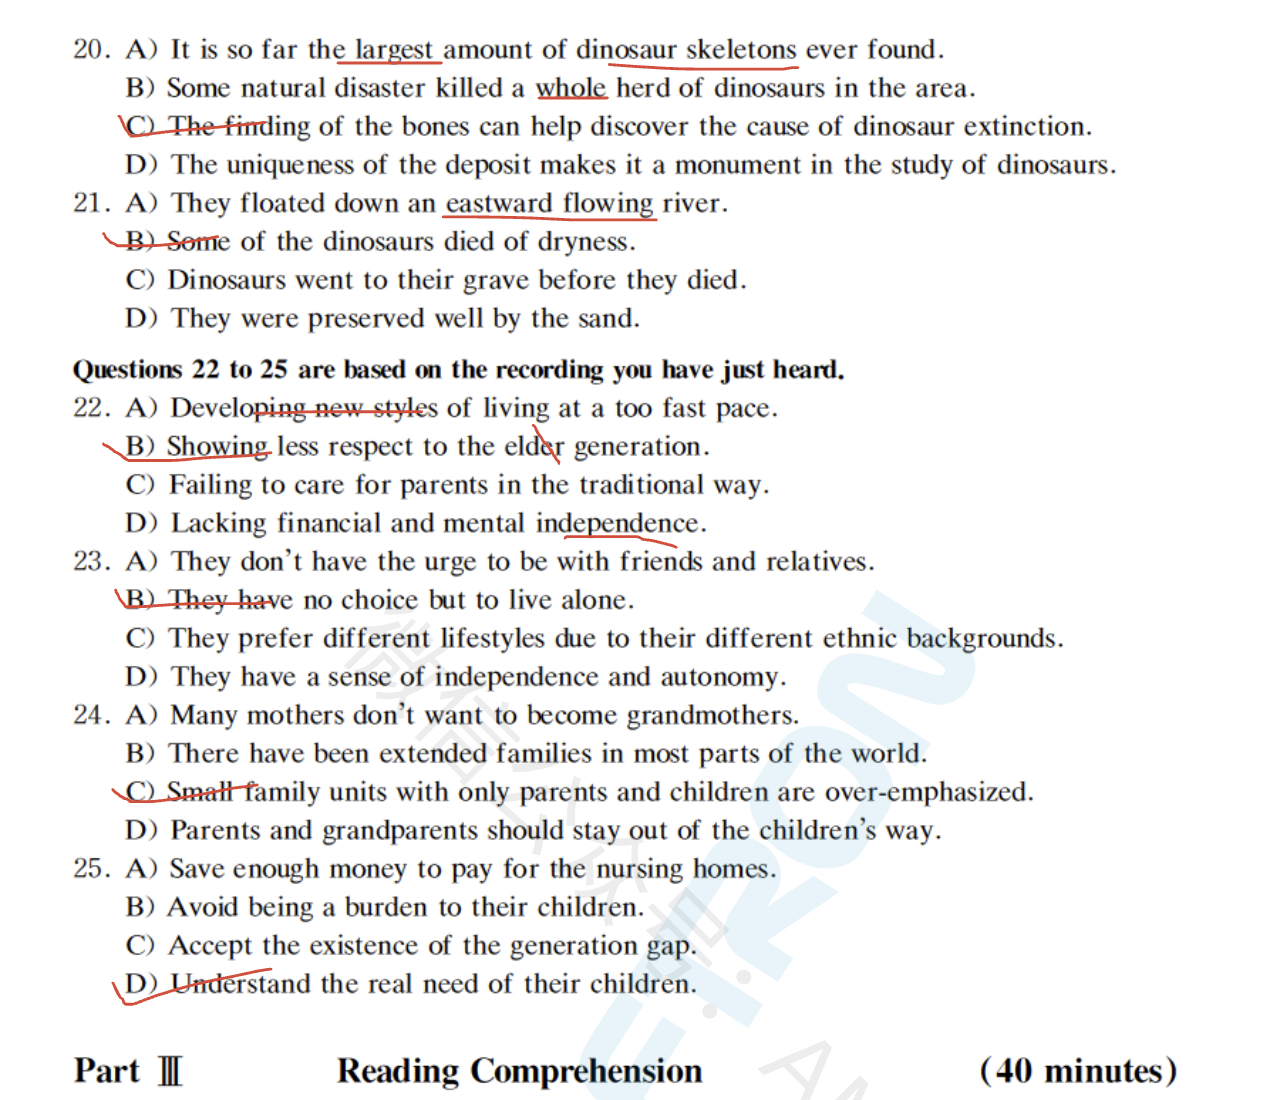 20. A) It is so far the largest amount of dinosaur skeletons ever found.
B) Some natural disaster killed a whole herd of dinosaurs in the area.
C) The finding of the bones can help discover the cause of dinosaur extinction.
D) The uniqueness of the deposit makes it a monument in the study of dinosaurs.
21. A) They floated down an eastward flowing river.
B) Some of the dinosaurs died of dryness.
C) Dinosaurs went to their grave before they died.
D) They were preserved well by the sand.
Questions 22 to 25 are based on the recording you have just heard.
22. A) Developing new styles of living at a too fast pace.
B) Showing less respect to the elder generation.
C) Failing to care for parents in the traditional way.
D) Lacking financial and mental independence.
23. A) They don't have the urge to be with friends and relatives.
B) They have no choice but to live alone.
C) They prefer different lifestyles due to their different ethnic backgrounds.
D) They have a sense of independence and autonomy.
24. A) Many mothers don't want to become grandmothers.
B) There have been extended families in most parts of the world.
C) Small family units with only parents and children are over-emphasized.
D) Parents and grandparents should stay out of the children's way.
25. A) Save enough money to pay for the nursing homes.
B) Avoid being a burden to their children.
C) Accept the existence of the generation gap.
D) Understand the real need of their children.
Part Ⅲ Reading Comprehension (40 minutes)
微信公众号: